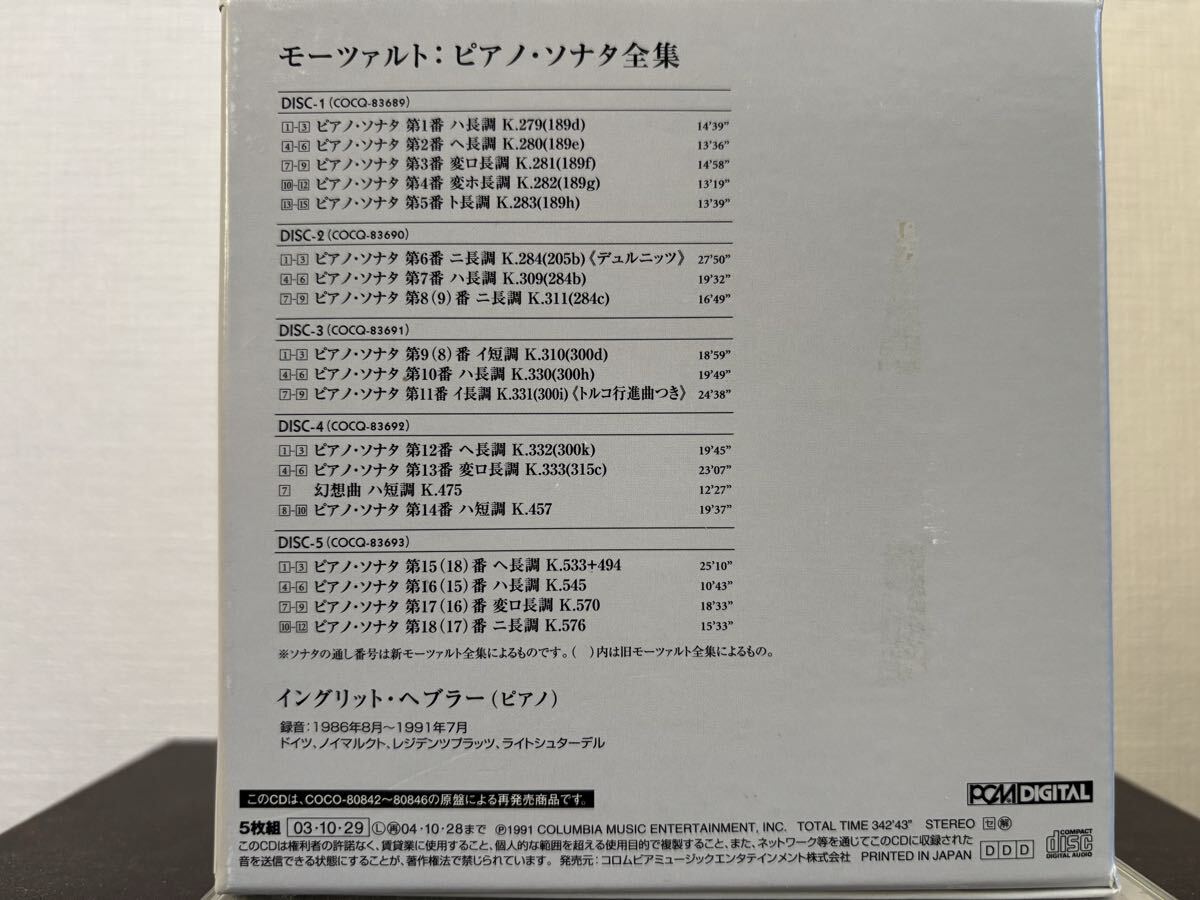 モーツァルト：ピアノ・ソナタ全集
DISC-1（COCQ-83689）
1-3 ピアノ・ソナタ 第1番 ハ長調 K.279(189d) 14'39"
4-6 ピアノ・ソナタ 第2番 ヘ長調 K.280(189e) 13'36"
7-9 ピアノ・ソナタ 第3番 変ロ長調 K.281(189f) 14'58"
10-12 ピアノ・ソナタ 第4番 変ホ長調 K.282(189g) 13'19"
13-15 ピアノ・ソナタ 第5番 ト長調 K.283(189h) 13'39"
DISC-2（COCQ-83690）
1-3 ピアノ・ソナタ 第6番 ニ長調 K.284(205b)《デュルニッツ》 27'50"
4-6 ピアノ・ソナタ 第7番 ハ長調 K.309(284b) 19'32"
7-9 ピアノ・ソナタ 第8(9)番 ニ長調 K.311(284c) 16'49"
DISC-3（COCQ-83691）
1-3 ピアノ・ソナタ 第9(8)番 イ短調 K.310(300d) 18'59"
4-6 ピアノ・ソナタ 第10番 ハ長調 K.330(300h) 19'49"
7-9 ピアノ・ソナタ 第11番 イ長調 K.331(300i)《トルコ行進曲つき》 24'38"
DISC-4（COCQ-83692）
1-3 ピアノ・ソナタ 第12番 ヘ長調 K.332(300k) 19'45"
4-6 ピアノ・ソナタ 第13番 変ロ長調 K.333(315c) 23'07"
7 幻想曲 ハ短調 K.475 12'27"
8-10 ピアノ・ソナタ 第14番 ハ短調 K.457 19'37"
DISC-5（COCQ-83693）
1-3 ピアノ・ソナタ 第15(18)番 ヘ長調 K.533+494 25'10"
4-6 ピアノ・ソナタ 第16(15)番 ハ長調 K.545 10'43"
7-9 ピアノ・ソナタ 第17(16)番 変ロ長調 K.570 18'33"
10-12 ピアノ・ソナタ 第18(17)番 ニ長調 K.576 15'33"
※ソナタの通し番号は新モーツァルト全集によるものです。（ ）内は旧モーツァルト全集によるもの。
イングリット・ヘブラー（ピアノ）
録音：1986年8月〜1991年7月
ドイツ、ノイマルクト、レジデンツプラッツ、ライトシュターデル
このCDは、COCO-80842〜80846の原盤による再発売商品です。
PCM DIGITAL
5枚組 03・10・29 Ⓛ㊣04・10・28まで Ⓟ1991 COLUMBIA MUSIC ENTERTAINMENT, INC. TOTAL TIME 342'43" STEREO セ 解
このCDは権利者の許諾なく、賃貸業に使用すること、個人的な範囲を超える使用目的で複製すること、また、ネットワーク等を通じてこのCDに収録された
音を送信できる状態にすることが、著作権法で禁じられています。 発売元：コロムビアミュージックエンタテインメント株式会社 PRINTED IN JAPAN
DDD
COMPACT disc DIGITAL AUDIO